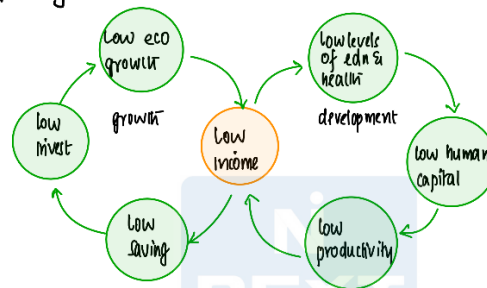 low eco
growth
low levels
of edn &
health
growth
development
low
invest
low
income
low human
capital
low
saving
low
productivity
N